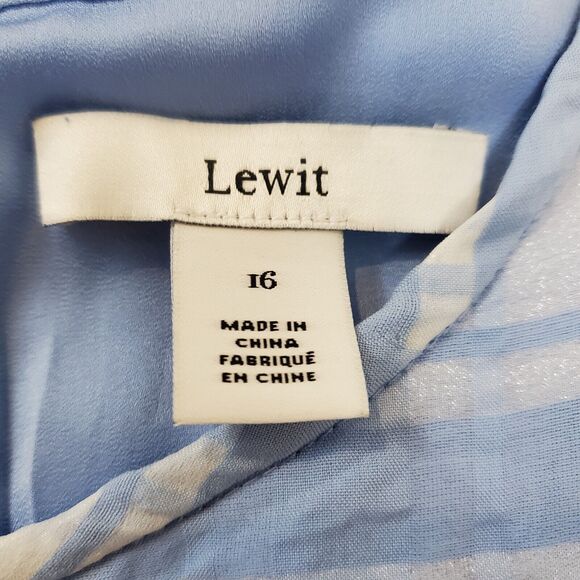 Lewit
16
MADE IN
CHINA
FABRIQUÉ
EN CHINE